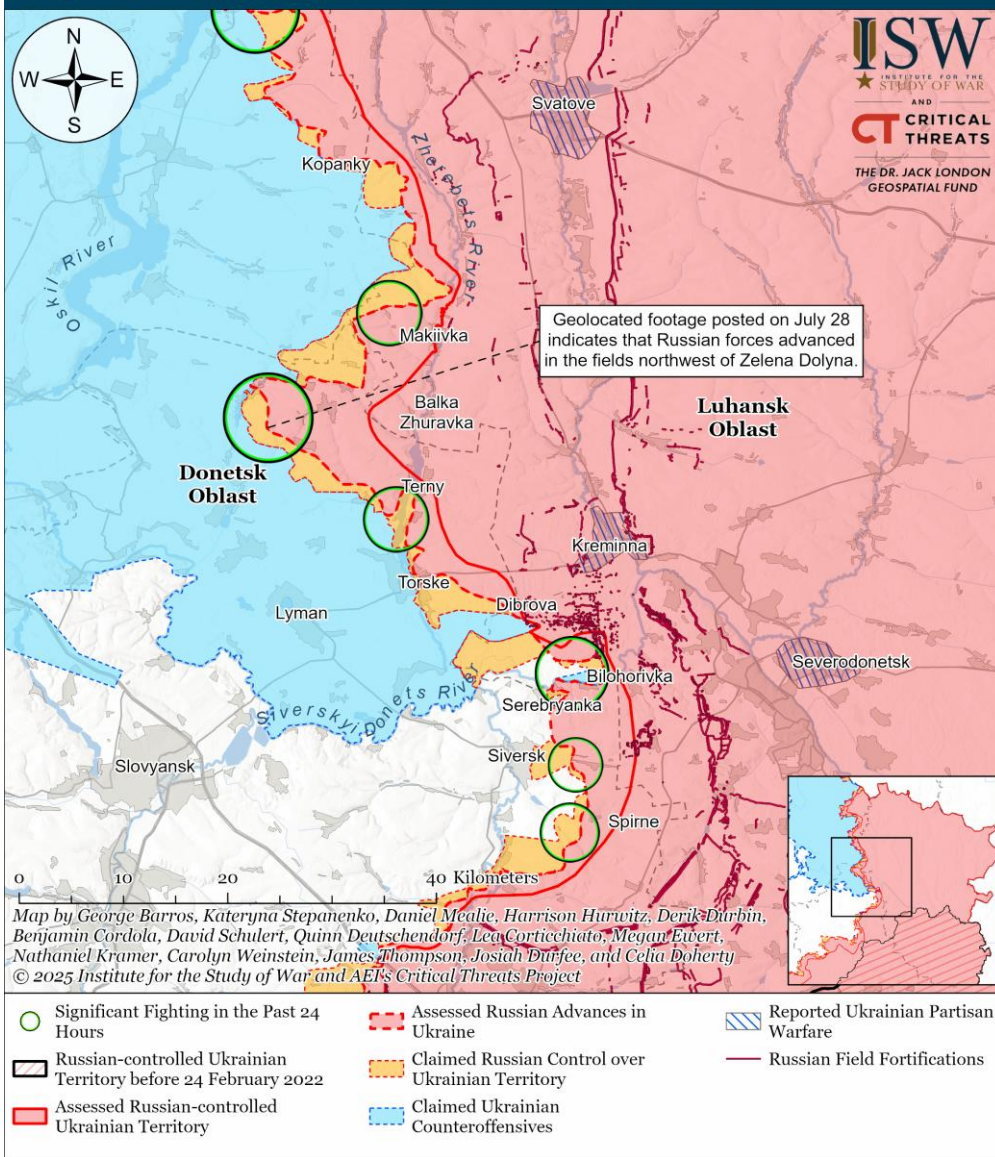 N
W
E
S
ISW
INSTITUTE FOR THE
STUDY OF WAR
AND
CT CRITICAL
THREATS
THE DR. JACK LONDON
GEOSPATIAL FUND
Svatove
Kopanky
Zherebets River
Oskil River
Makiivka
Geolocated footage posted on July 28
indicates that Russian forces advanced
in the fields northwest of Zelena Dolyna.
Balka
Zhuravka
Luhansk
Oblast
Donetsk
Oblast
Terny
Kreminna
Torske
Dibrova
Lyman
Severodonetsk
Bilohorivka
Serebryanka
Siverskyi Donets River
Siversk
Slovyansk
Spirne
0 10 20 40 Kilometers
Map by George Barros, Kateryna Stepanenko, Daniel Mealie, Harrison Hurwitz, Derik Durbin,
Benjamin Cordola, David Schulert, Quinn Deutschendorf, Lea Corticchiato, Megan Ewert,
Nathaniel Kramer, Carolyn Weinstein, James Thompson, Josiah Durfee, and Celia Doherty
© 2025 Institute for the Study of War and AEI's Critical Threats Project
Significant Fighting in the Past 24
Hours
Russian-controlled Ukrainian
Territory before 24 February 2022
Assessed Russian-controlled
Ukrainian Territory
Assessed Russian Advances in
Ukraine
Claimed Russian Control over
Ukrainian Territory
Claimed Ukrainian
Counteroffensives
Reported Ukrainian Partisan
Warfare
Russian Field Fortifications